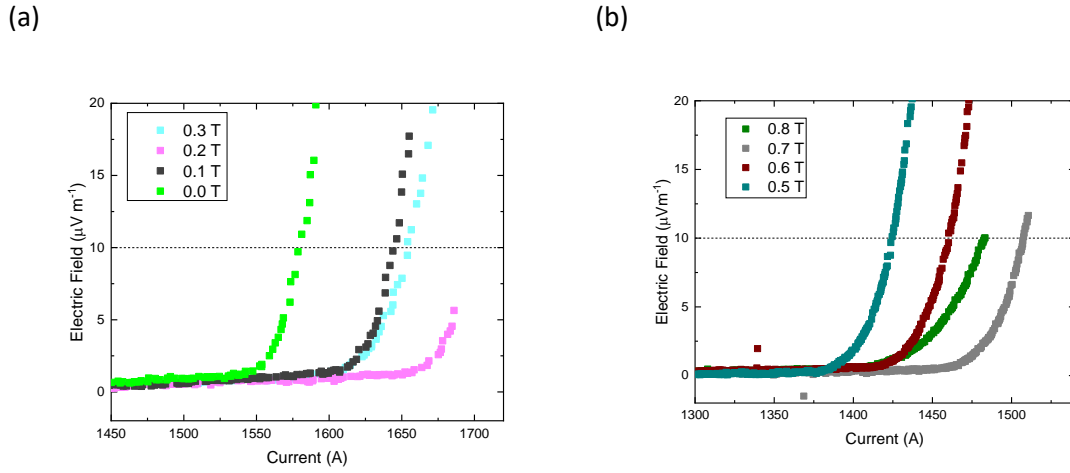 (a)
(b)
20
15
10
5
0
Electric Field (µV m⁻¹)
0.3 T
0.2 T
0.1 T
0.0 T
1450 1500 1550 1600 1650 1700
Current (A)
20
15
10
5
0
Electric Field (µV m⁻¹)
0.8 T
0.7 T
0.6 T
0.5 T
1300 1350 1400 1450 1500
Current (A)